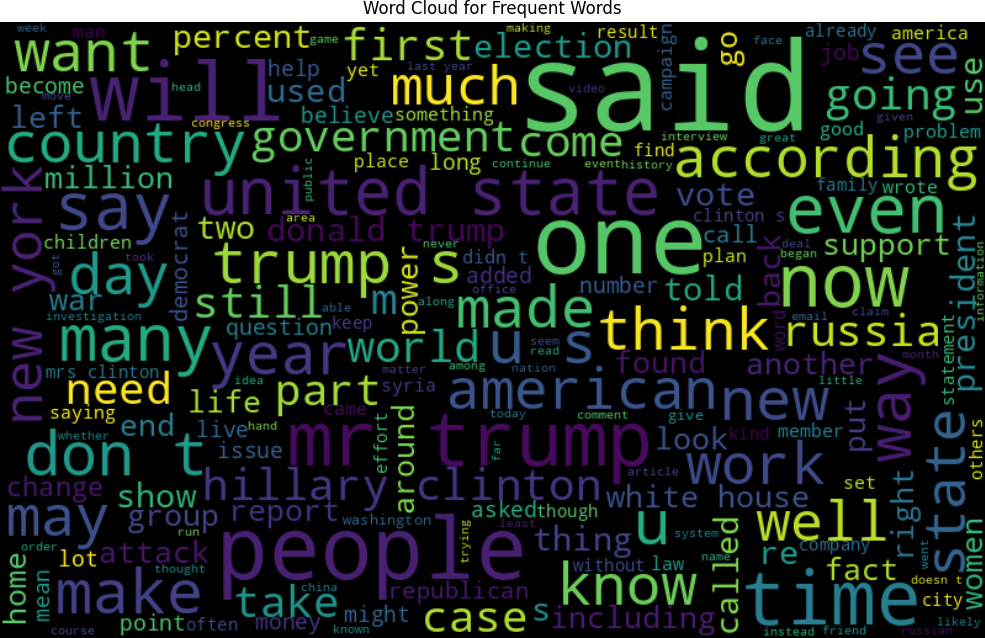 Word Cloud for Frequent Words
week
man
want
percent
game
first
making
election
result
campaign
go
face
already
america
job
see
become
will
head
help
yet
last year
used
much
video
said
going
use
move
left
congress
believe
something
given
good
problem
country
government
come
interview
great
find
according
million
place
long
continue
event
history
public
united state
vote
family
wrote
new york
say
area
two
donald trump
clinton s
even
call
support
children
democrat
never
one
deal
began
plan
president
information
got
took
day
trump s
power
didn t
added
office
number
told
back
now
war
still
m
able
along
made
email
claim
investigation
question
keep
many
year
world
u s
think
word
russia
seem
read
mrs clinton
matter
among
nation
found
another
month
statement
need
idea
life
part
syria
american
new
little
way
saying
came
today
comment
give
put
others
end
live
hand
effort
around
mr trump
far
look
kind
member
whether
don t
issue
work
state
change
show
hillary clinton
article
white house
set
right
may
group
report
washington
asked
though
u
system
well
run
least
trying
called
order
lot
attack
people
thing
without
law
name
re
company
went
women
home
mean
thought
china
republican
know
fact
doesn t
make
take
might
case
s
including
time
city
course
point
often
money
known
instead
friend
russian
likely